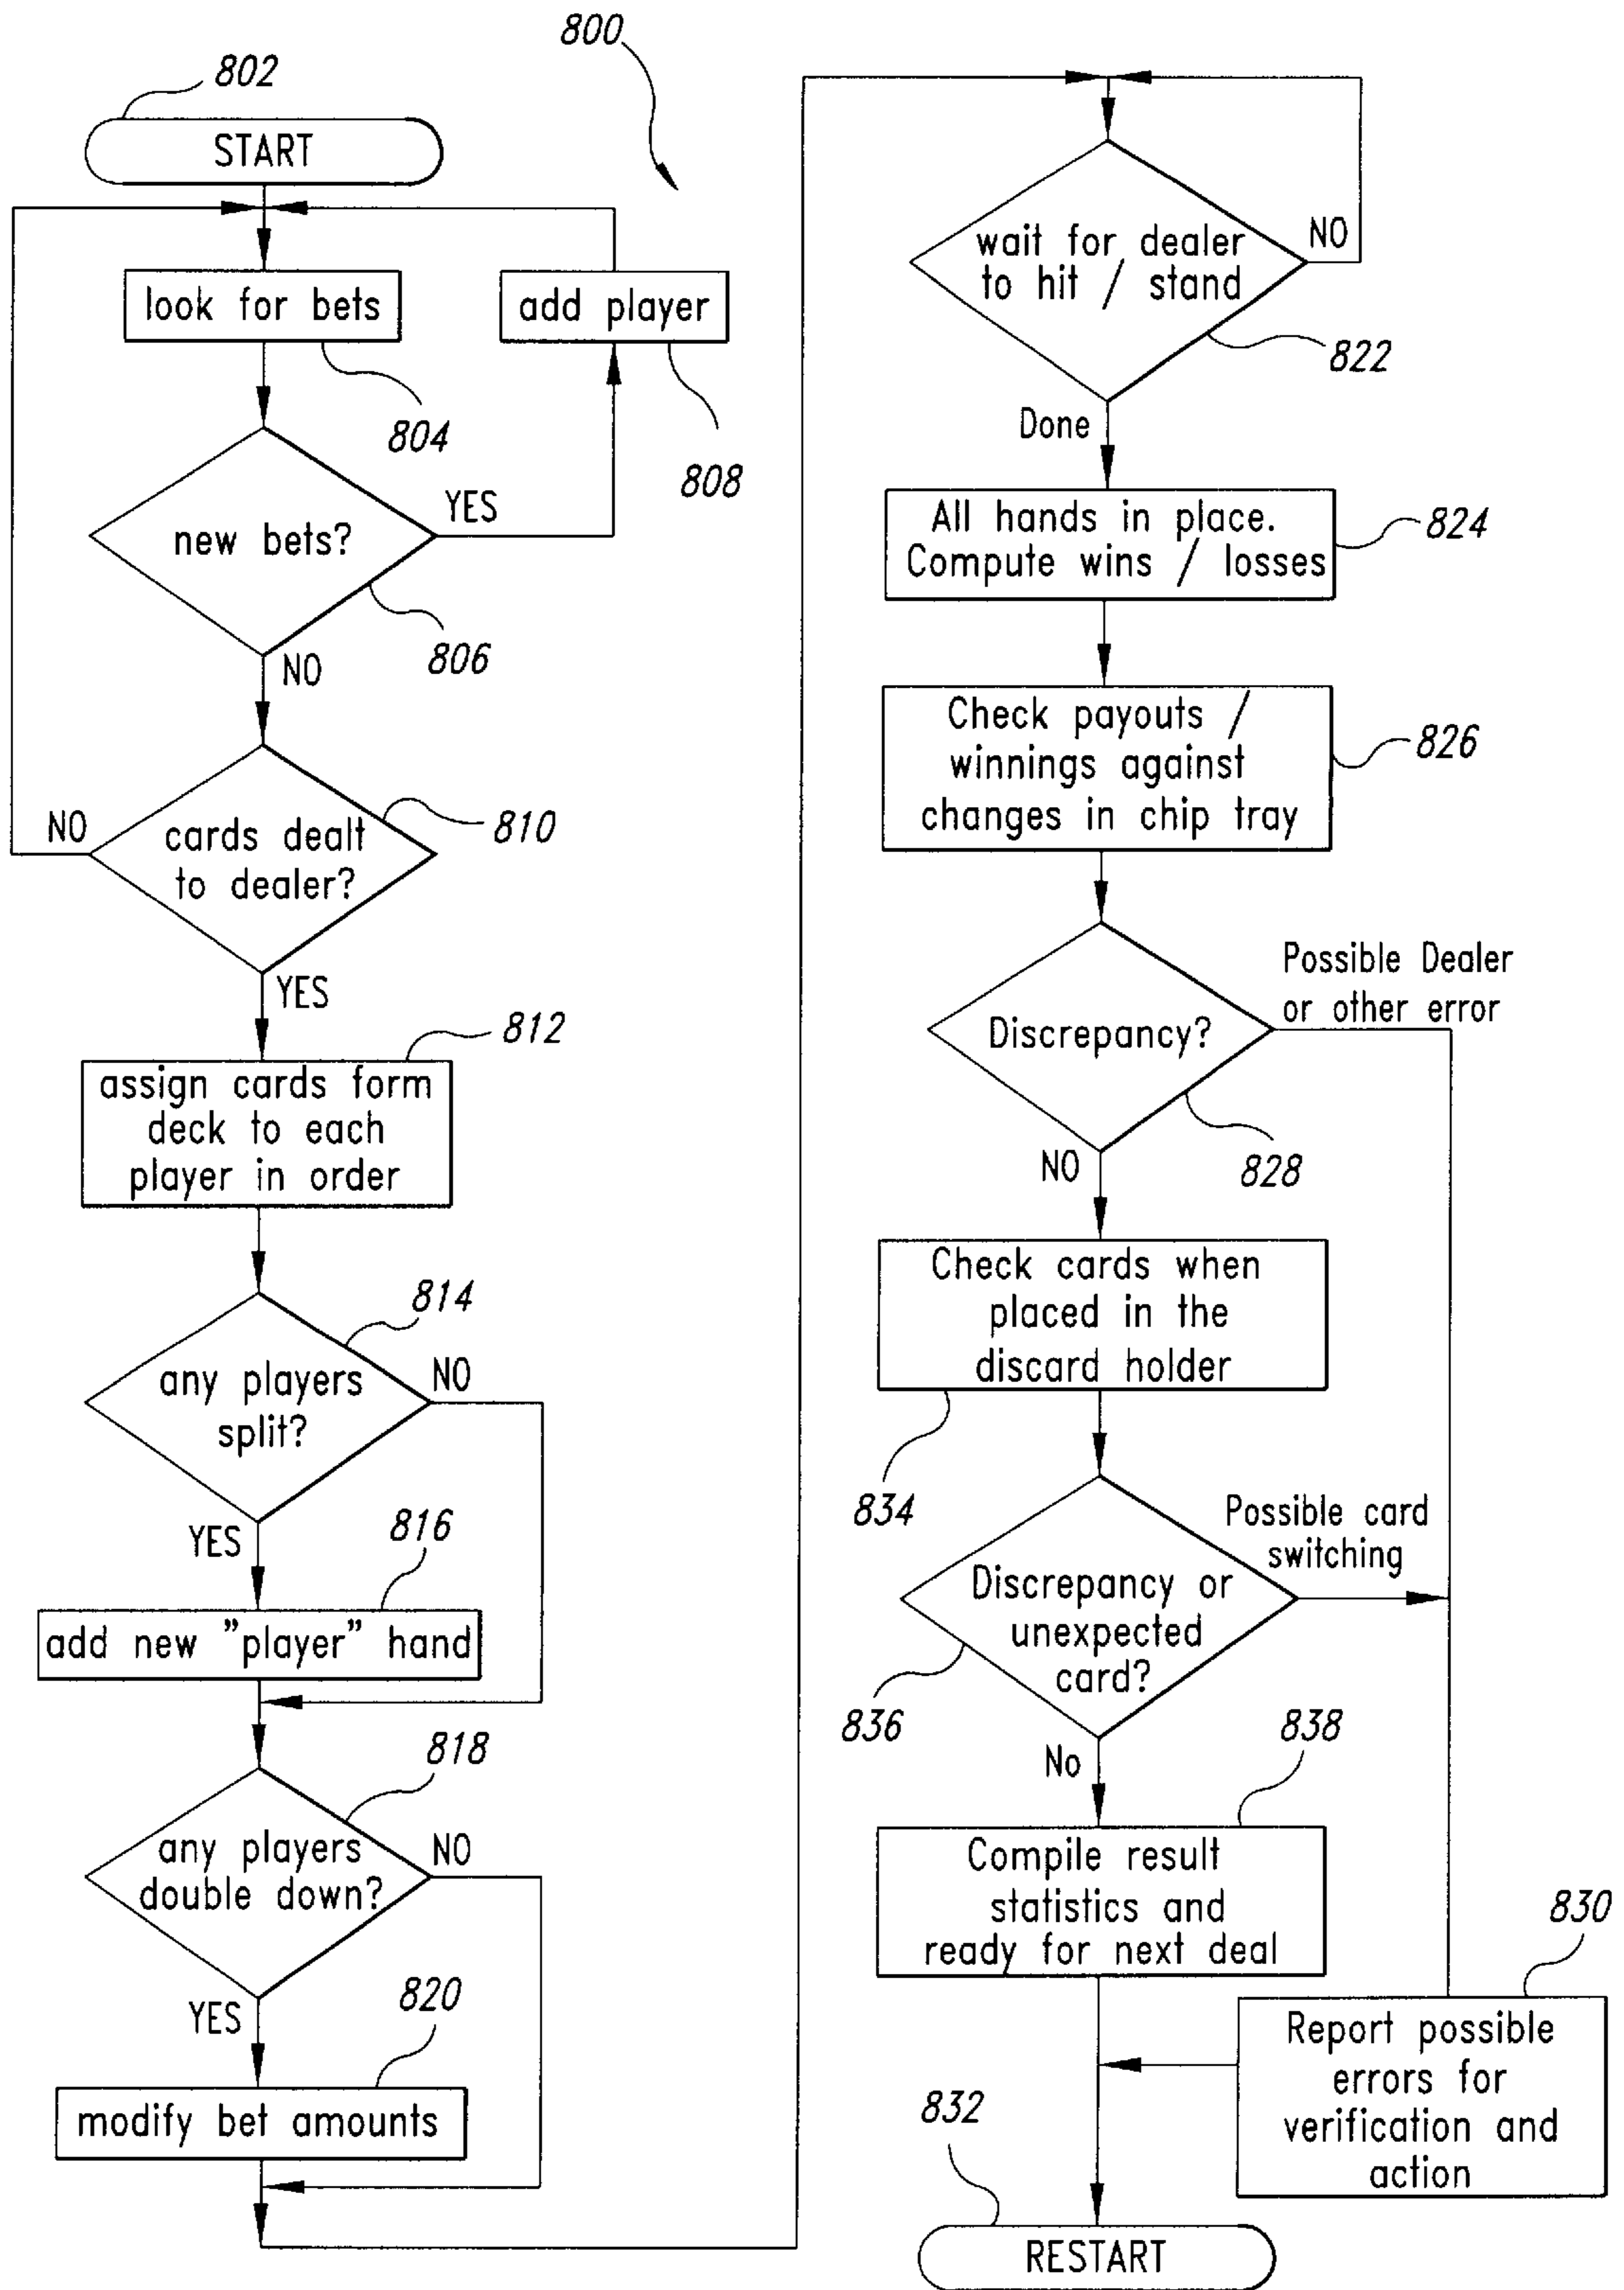 800
802
START
look for bets
804
add player
808
new bets?
YES
806
NO
cards dealt
to dealer?
810
NO
YES
812
assign cards form
deck to each
player in order
814
any players
split?
NO
YES
816
add new "player" hand
818
any players
double down?
NO
YES
820
modify bet amounts
wait for dealer
to hit / stand
NO
822
Done
All hands in place.
Compute wins / losses
824
Check payouts /
winnings against
changes in chip tray
826
Possible Dealer
or other error
Discrepancy?
828
NO
Check cards when
placed in the
discard holder
834
Possible card
switching
Discrepancy or
unexpected
card?
836
No
838
Compile result
statistics and
ready for next deal
830
Report possible
errors for
verification and
action
832
RESTART